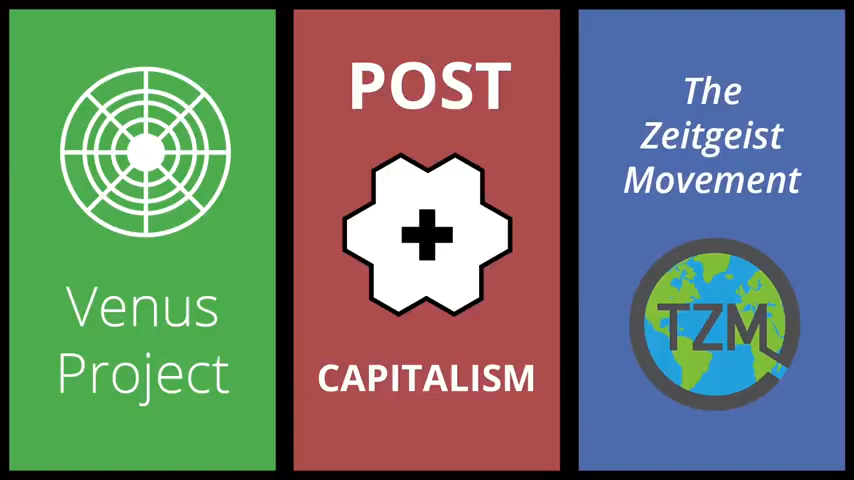 Venus
Project
POST
+
CAPITALISM
The
Zeitgeist
Movement
TZM